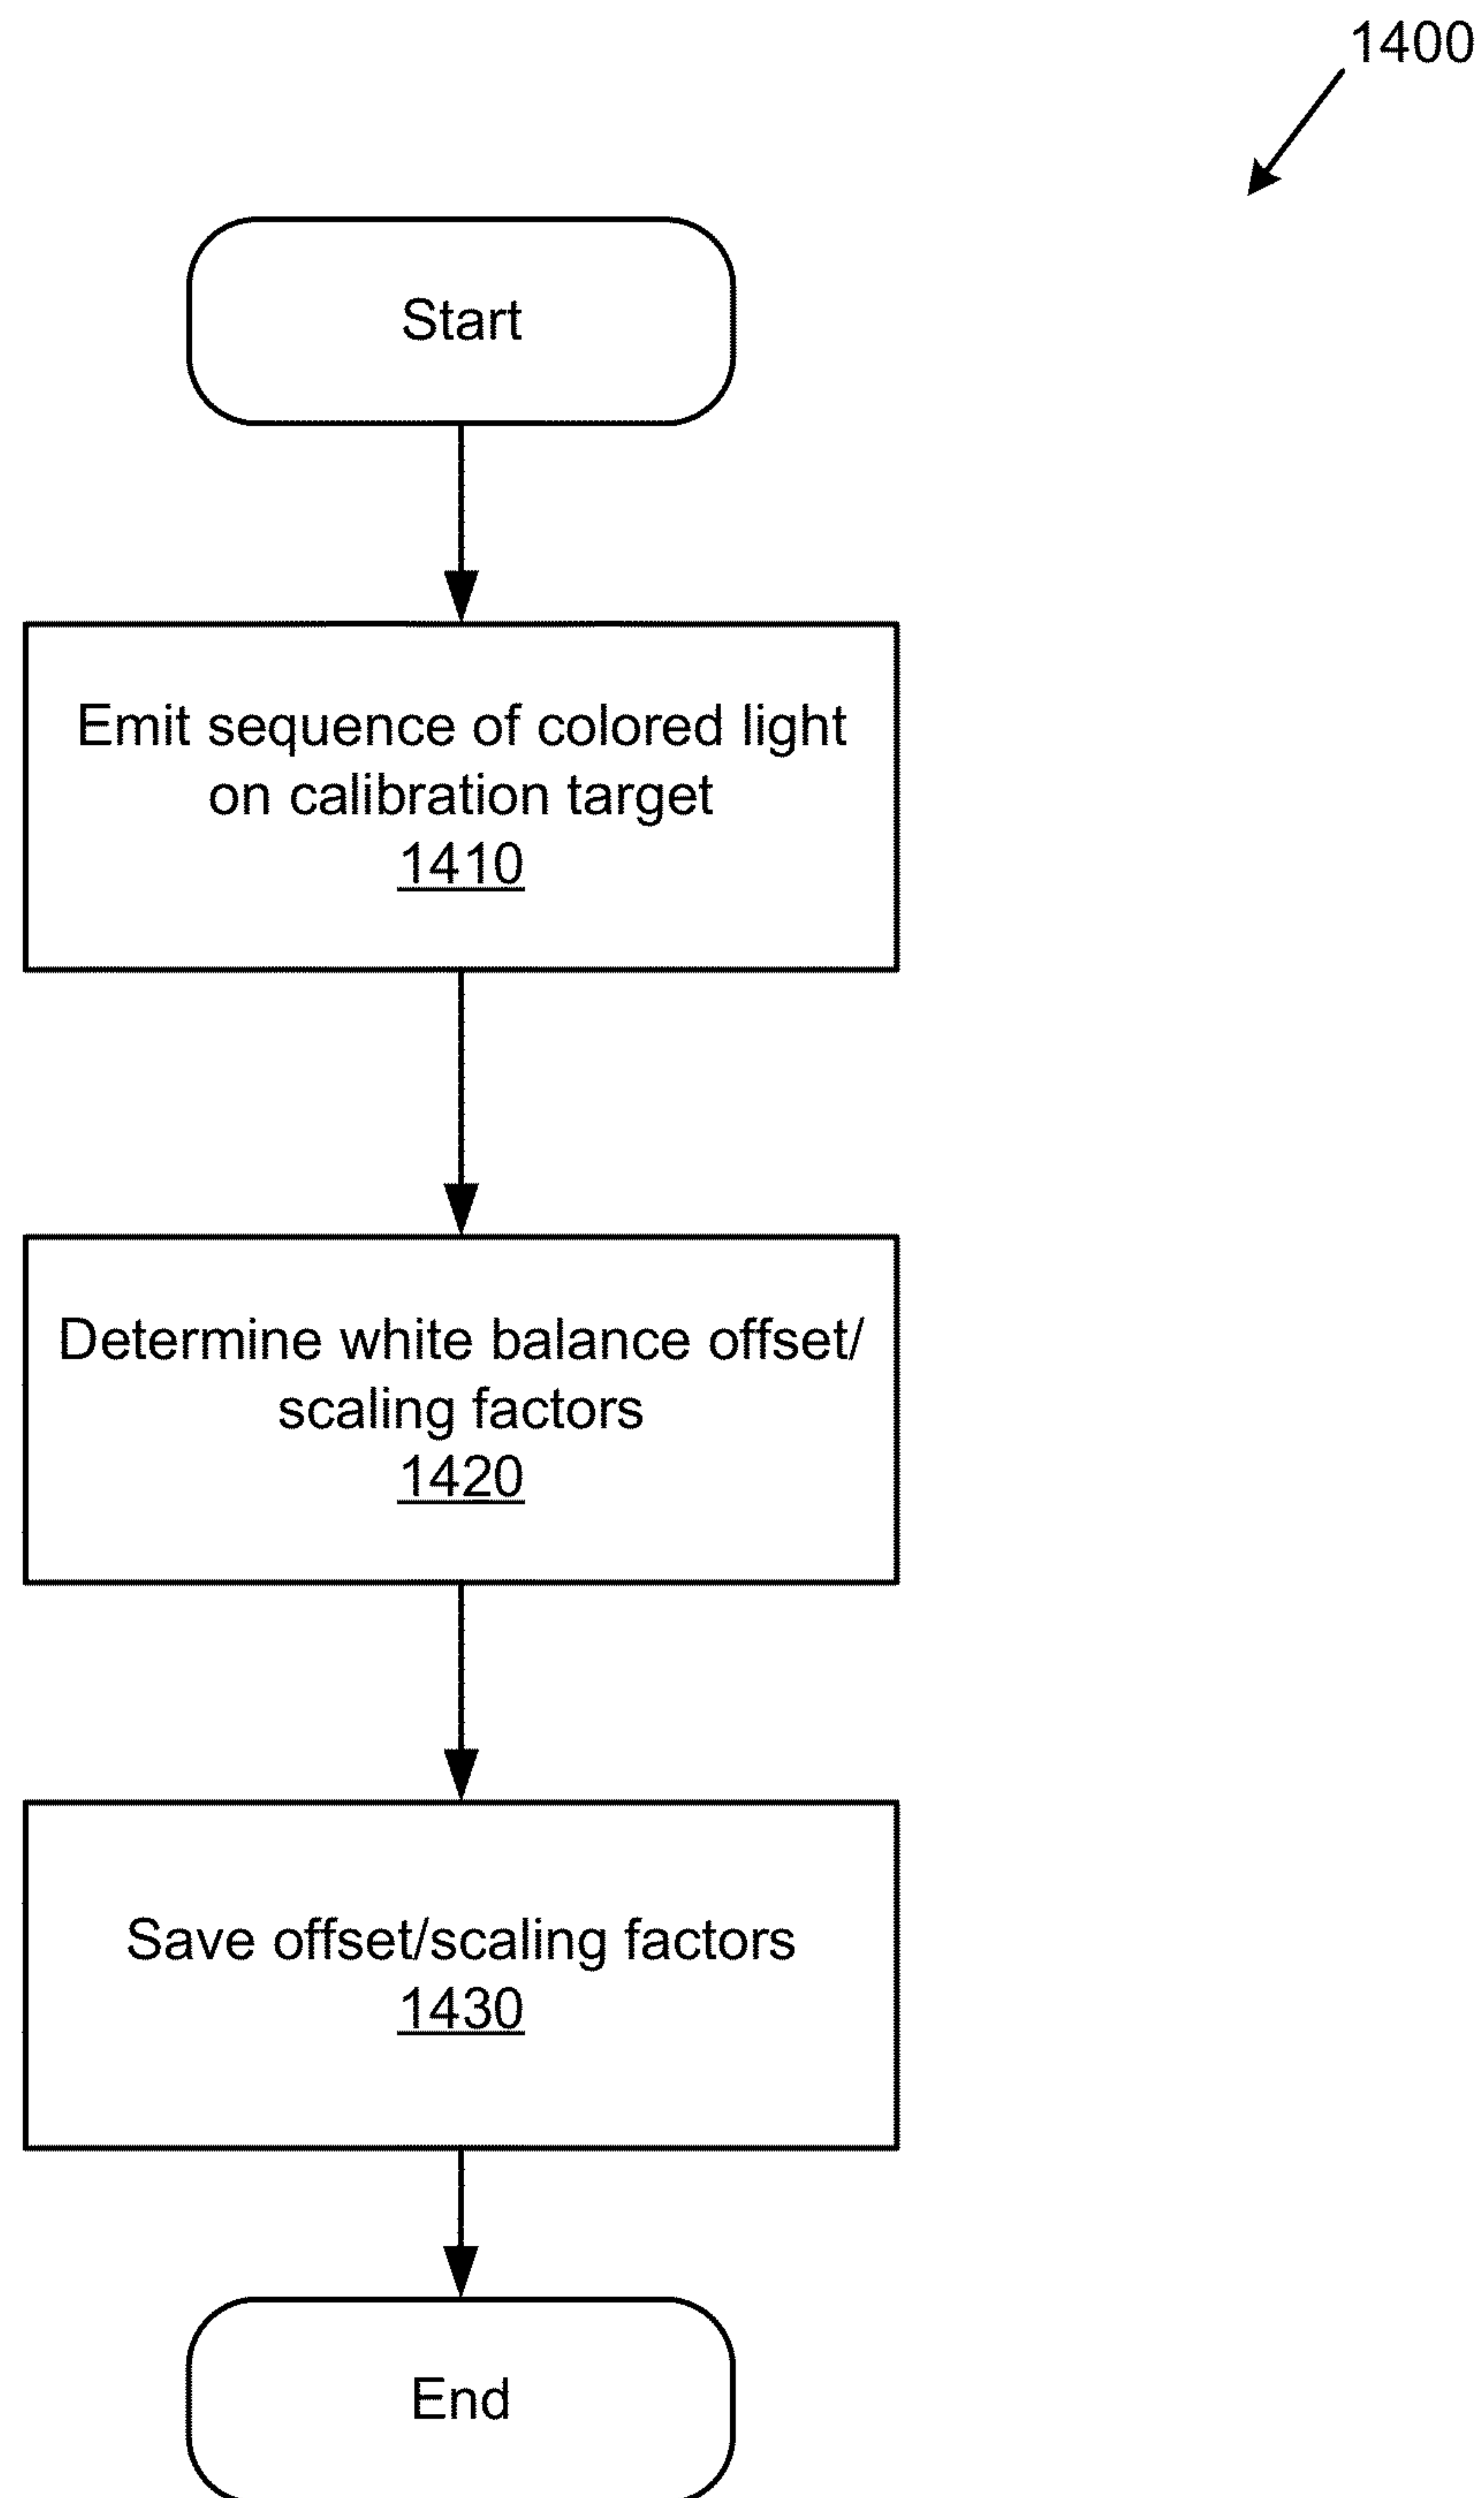 1400
Start
Emit sequence of colored light
on calibration target
1410
Determine white balance offset/
scaling factors
1420
Save offset/scaling factors
1430
End